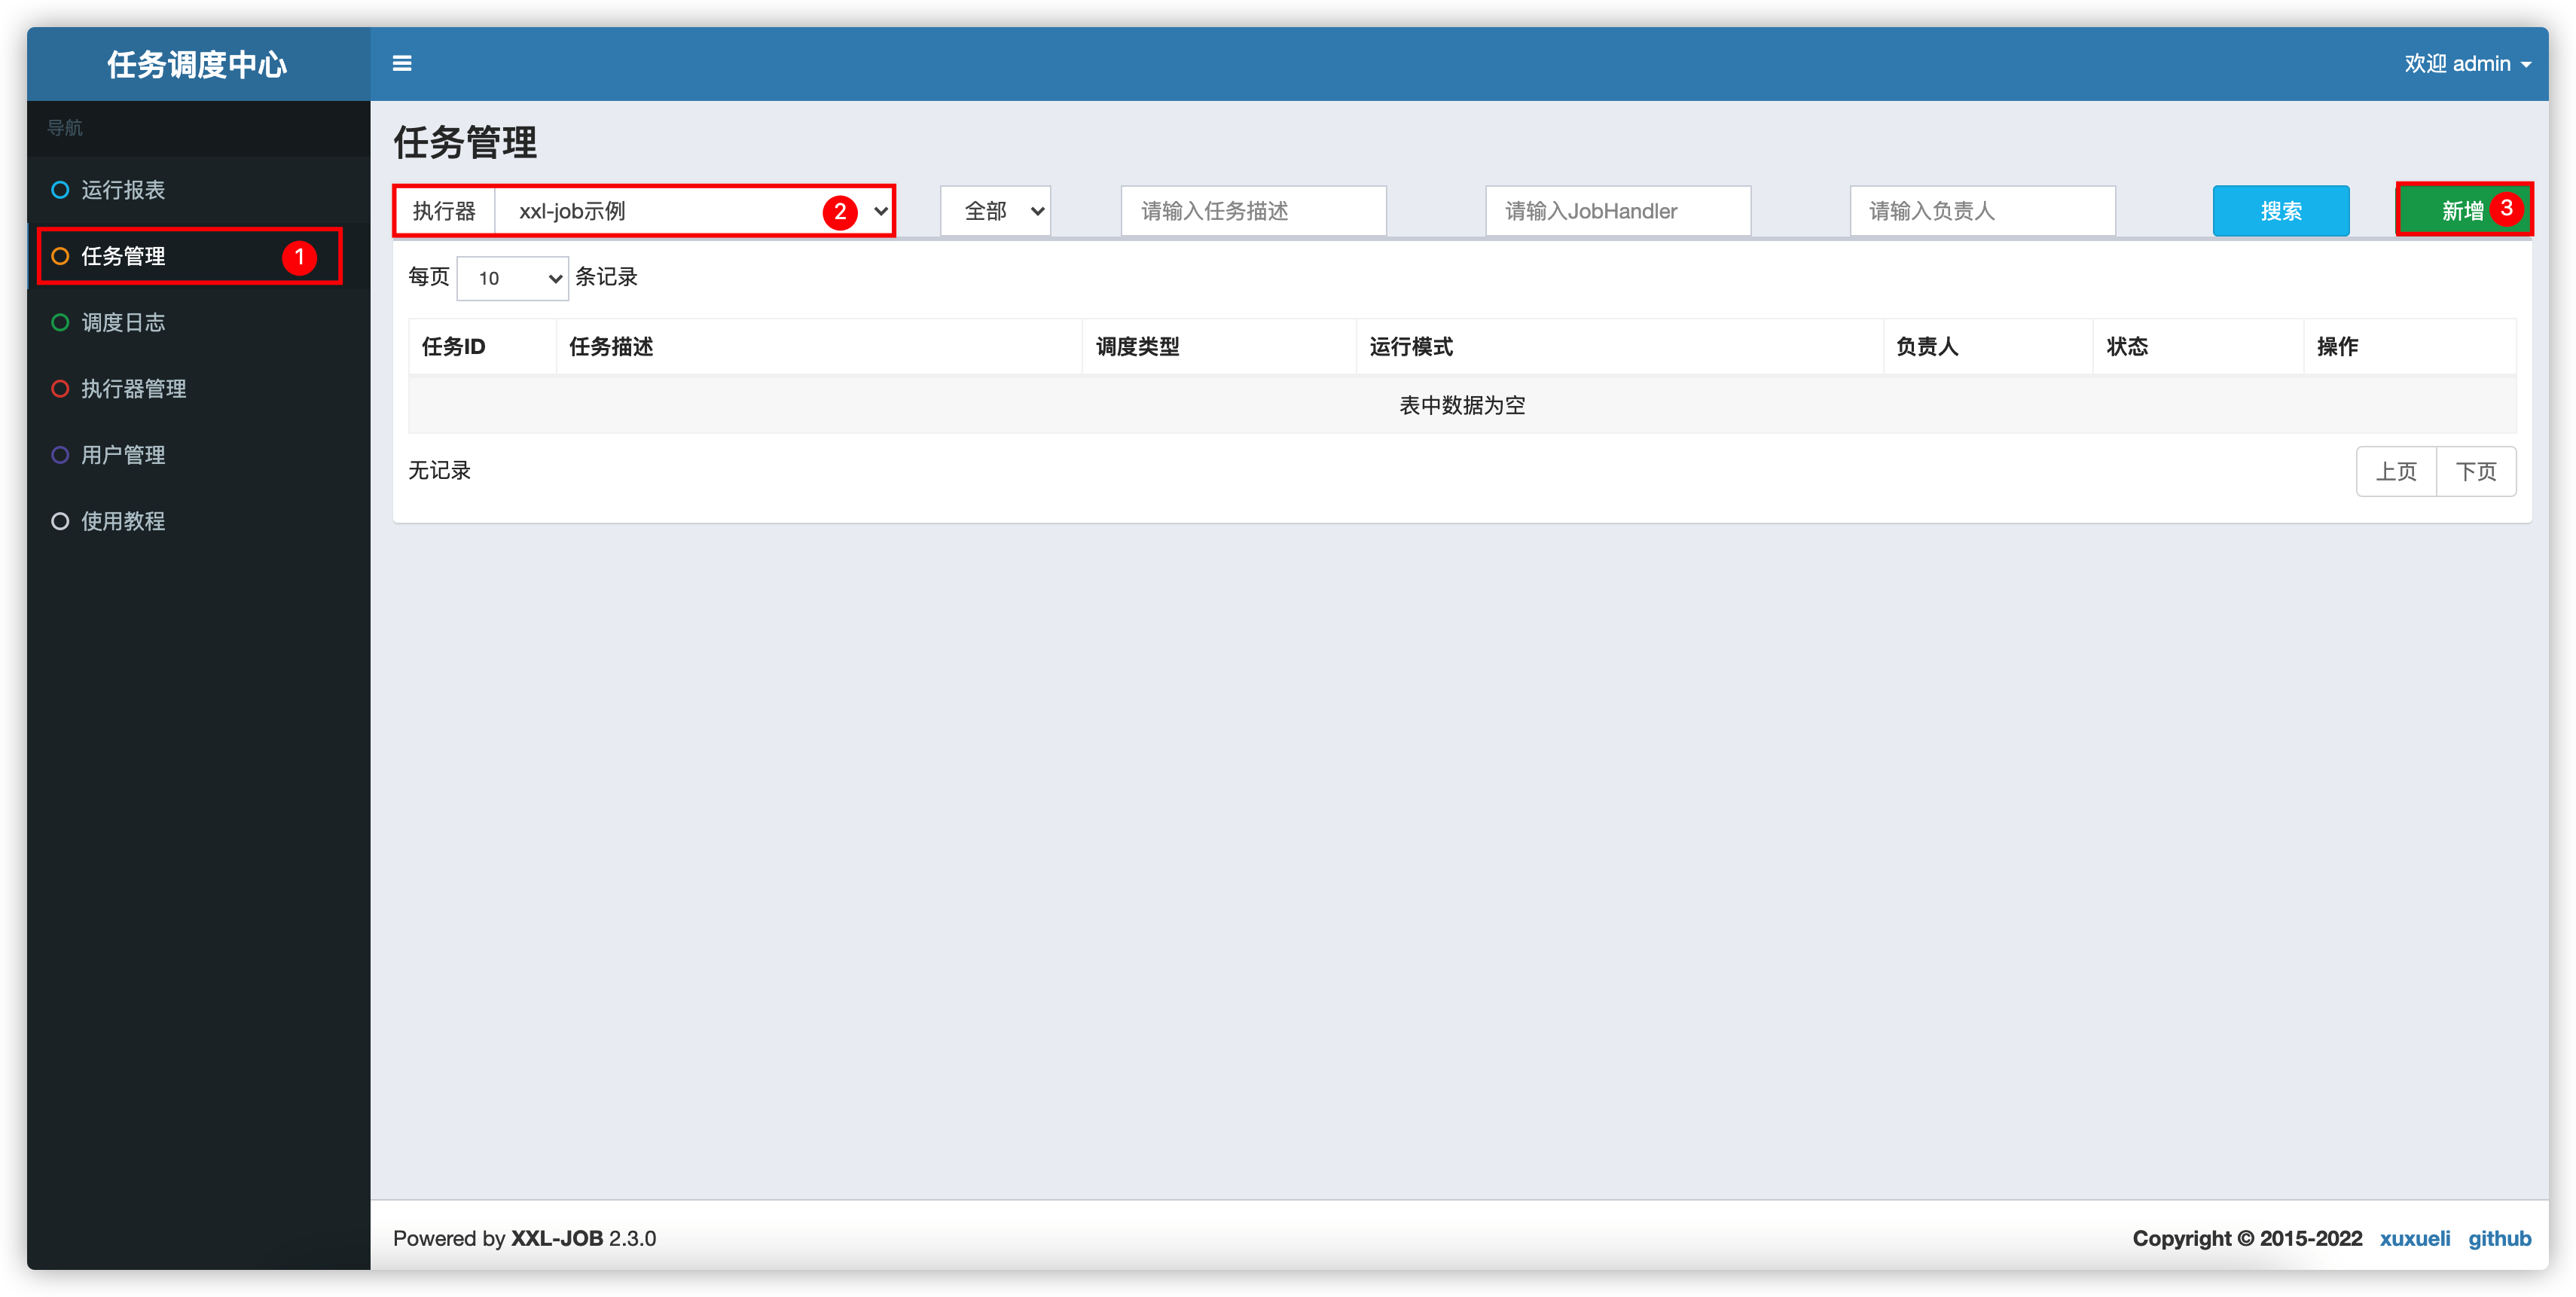 任务调度中心
欢迎 admin
导航
运行报表
任务管理 1
调度日志
执行器管理
用户管理
使用教程
任务管理
执行器 xxl-job示例 2 全部 请输入任务描述 请输入JobHandler 请输入负责人 搜索 新增 3
每页 10 条记录
任务ID 任务描述 调度类型 运行模式 负责人 状态 操作
表中数据为空
无记录 上页 下页
Powered by XXL-JOB 2.3.0 Copyright © 2015-2022 xuxueli github